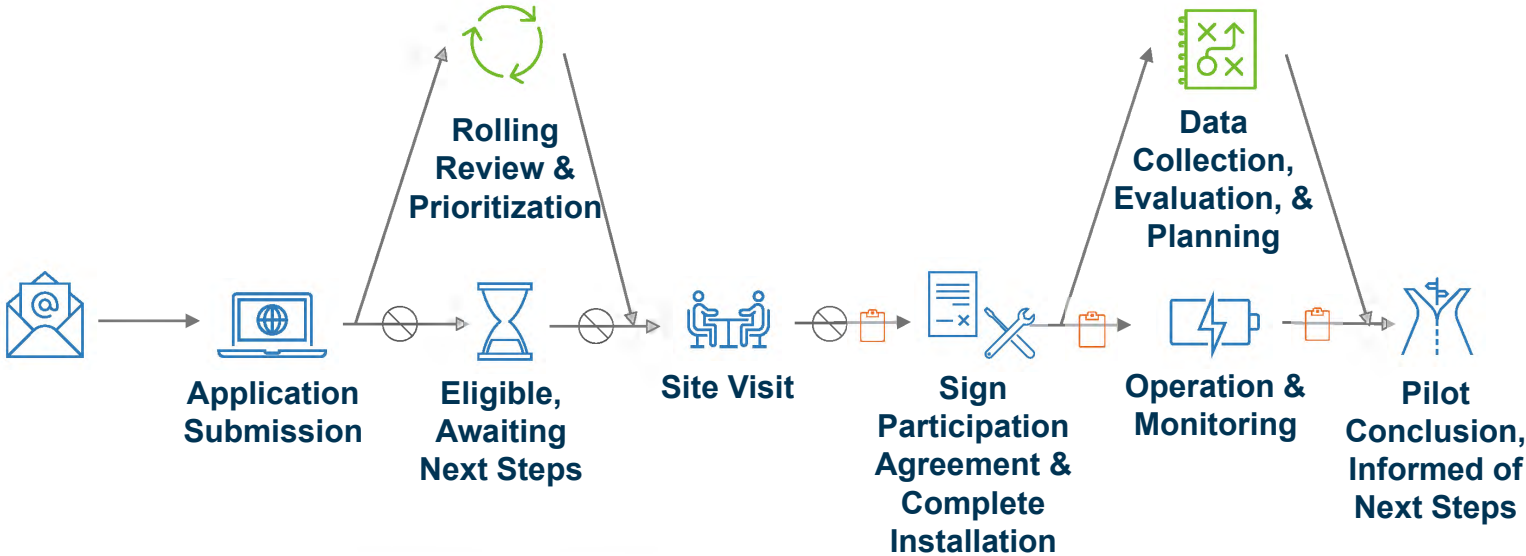 Rolling
Review &
Prioritization
Data
Collection,
Evaluation, &
Planning
@
Application
Submission
Eligible,
Awaiting
Next Steps
Site Visit
Sign
Participation
Agreement &
Complete
Installation
Operation &
Monitoring
Pilot
Conclusion,
Informed of
Next Steps